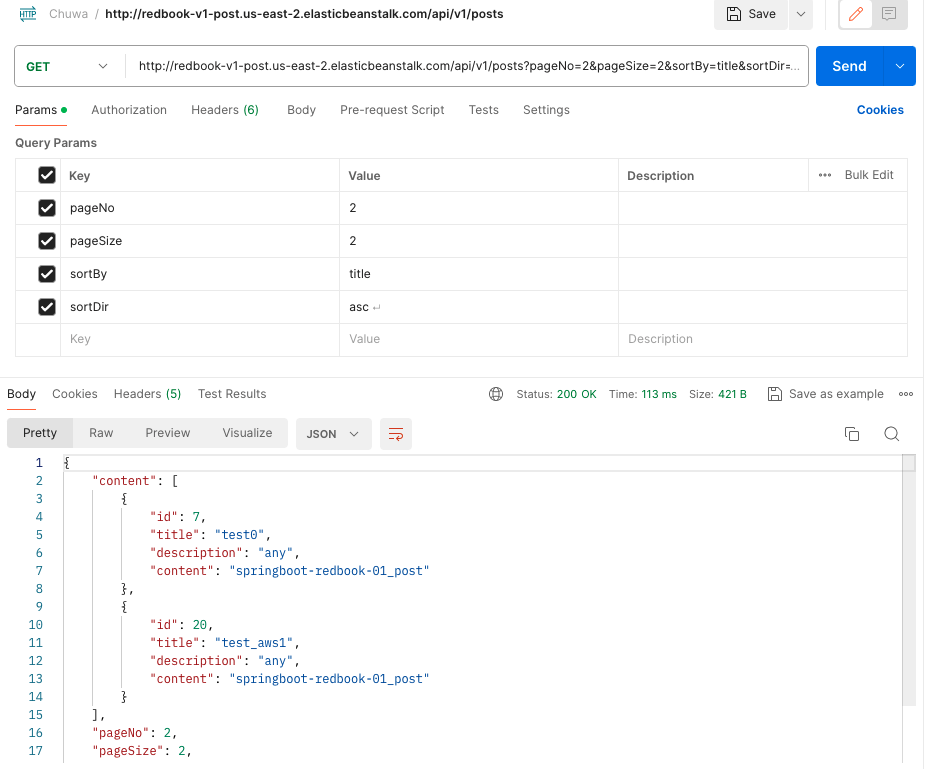 HTTP Chuwa / http://redbook-v1-post.us-east-2.elasticbeanstalk.com/api/v1/posts Save
GET http://redbook-v1-post.us-east-2.elasticbeanstalk.com/api/v1/posts?pageNo=2&pageSize=2&sortBy=title&sortDir=... Send
Params Authorization Headers (6) Body Pre-request Script Tests Settings Cookies
Query Params
Key Value Description ••• Bulk Edit
pageNo 2
pageSize 2
sortBy title
sortDir asc ↵
Key Value Description
Body Cookies Headers (5) Test Results Status: 200 OK Time: 113 ms Size: 421 B Save as example •••
Pretty Raw Preview Visualize JSON
1 {
2 "content": [
3 {
4 "id": 7,
5 "title": "test0",
6 "description": "any",
7 "content": "springboot-redbook-01_post"
8 },
9 {
10 "id": 20,
11 "title": "test_aws1",
12 "description": "any",
13 "content": "springboot-redbook-01_post"
14 }
15 ],
16 "pageNo": 2,
17 "pageSize": 2,